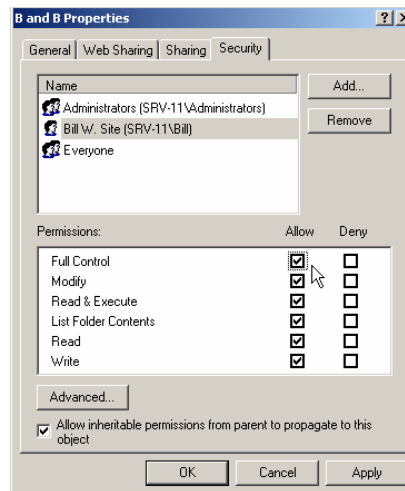 B and B Properties
General Web Sharing Sharing Security
Name
Add...
Administrators (SRV-11\Administrators)
Bill W. Site (SRV-11\Bill)
Remove
Everyone
Permissions: Allow Deny
Full Control
Modify
Read & Execute
List Folder Contents
Read
Write
Advanced...
Allow inheritable permissions from parent to propagate to this
object
OK Cancel Apply